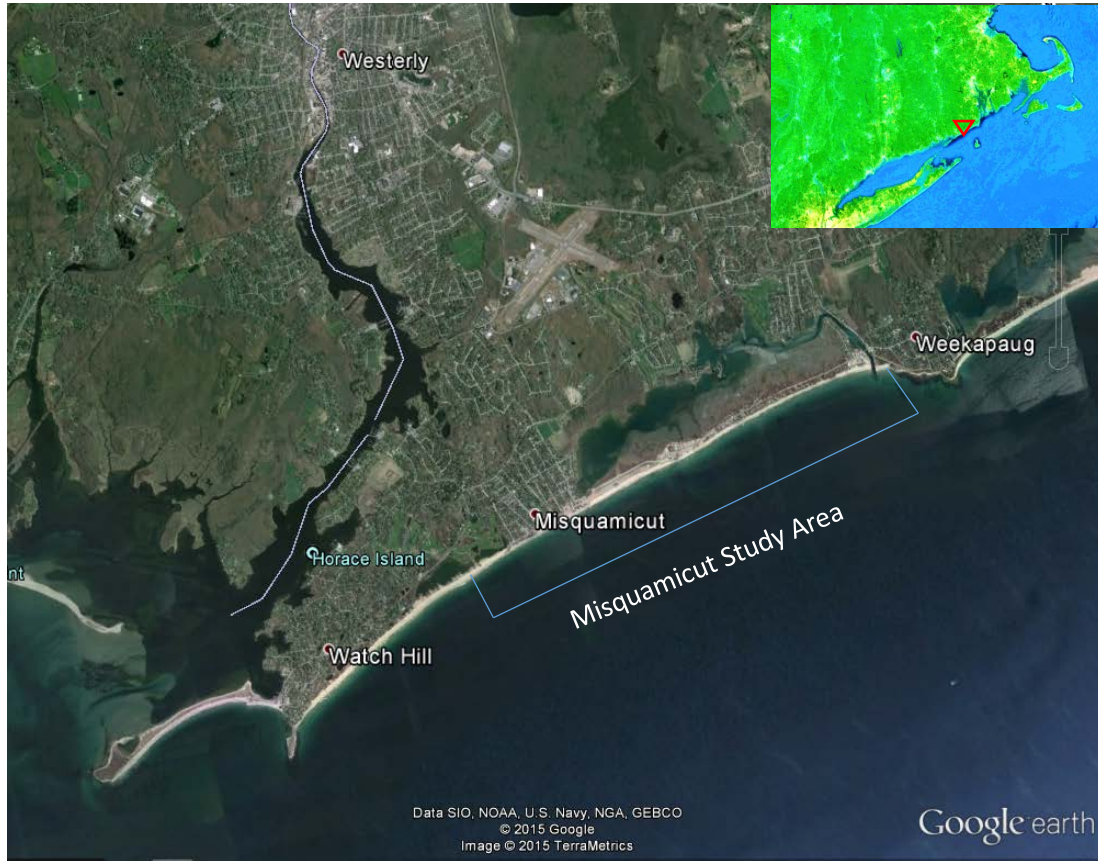 Westerly
Weekapaug
Misquamicut
Misquamicut Study Area
Horace Island
nt
Watch Hill
Data SIO, NOAA, U.S. Navy, NGA, GEBCO
© 2015 Google
Image © 2015 TerraMetrics
Google earth